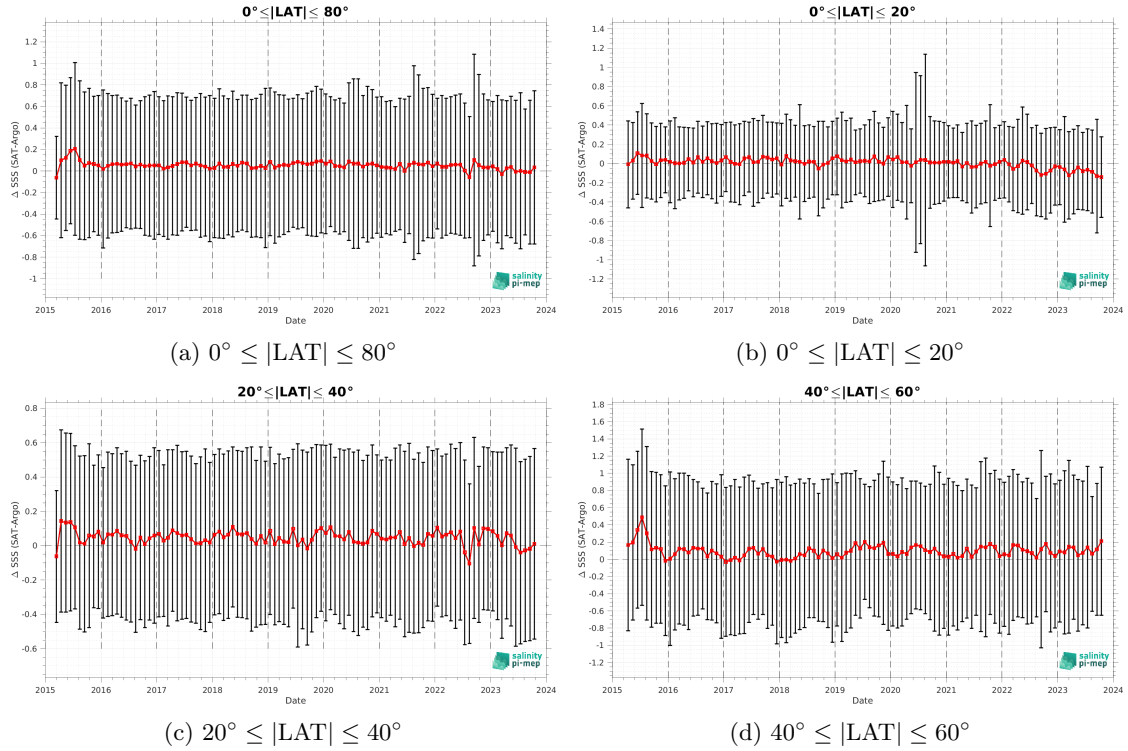 0°≤|LAT|≤ 80°
Δ SSS (SAT-Argo)
1.2
1
0.8
0.6
0.4
0.2
0
-0.2
-0.4
-0.6
-0.8
-1
2015 2016 2017 2018 2019 2020 2021 2022 2023 2024
Date
salinity
pi-mep
(a) 0° ≤ |LAT| ≤ 80°
0°≤|LAT|≤ 20°
Δ SSS (SAT-Argo)
1.4
1.2
1
0.8
0.6
0.4
0.2
0
-0.2
-0.4
-0.6
-0.8
-1
-1.2
2015 2016 2017 2018 2019 2020 2021 2022 2023 2024
Date
salinity
pi-mep
(b) 0° ≤ |LAT| ≤ 20°
20°≤|LAT|≤ 40°
Δ SSS (SAT-Argo)
0.8
0.6
0.4
0.2
0
-0.2
-0.4
-0.6
2015 2016 2017 2018 2019 2020 2021 2022 2023 2024
Date
salinity
pi-mep
(c) 20° ≤ |LAT| ≤ 40°
40°≤|LAT|≤ 60°
Δ SSS (SAT-Argo)
1.8
1.6
1.4
1.2
1
0.8
0.6
0.4
0.2
0
-0.2
-0.4
-0.6
-0.8
-1
-1.2
2015 2016 2017 2018 2019 2020 2021 2022 2023 2024
Date
salinity
pi-mep
(d) 40° ≤ |LAT| ≤ 60°